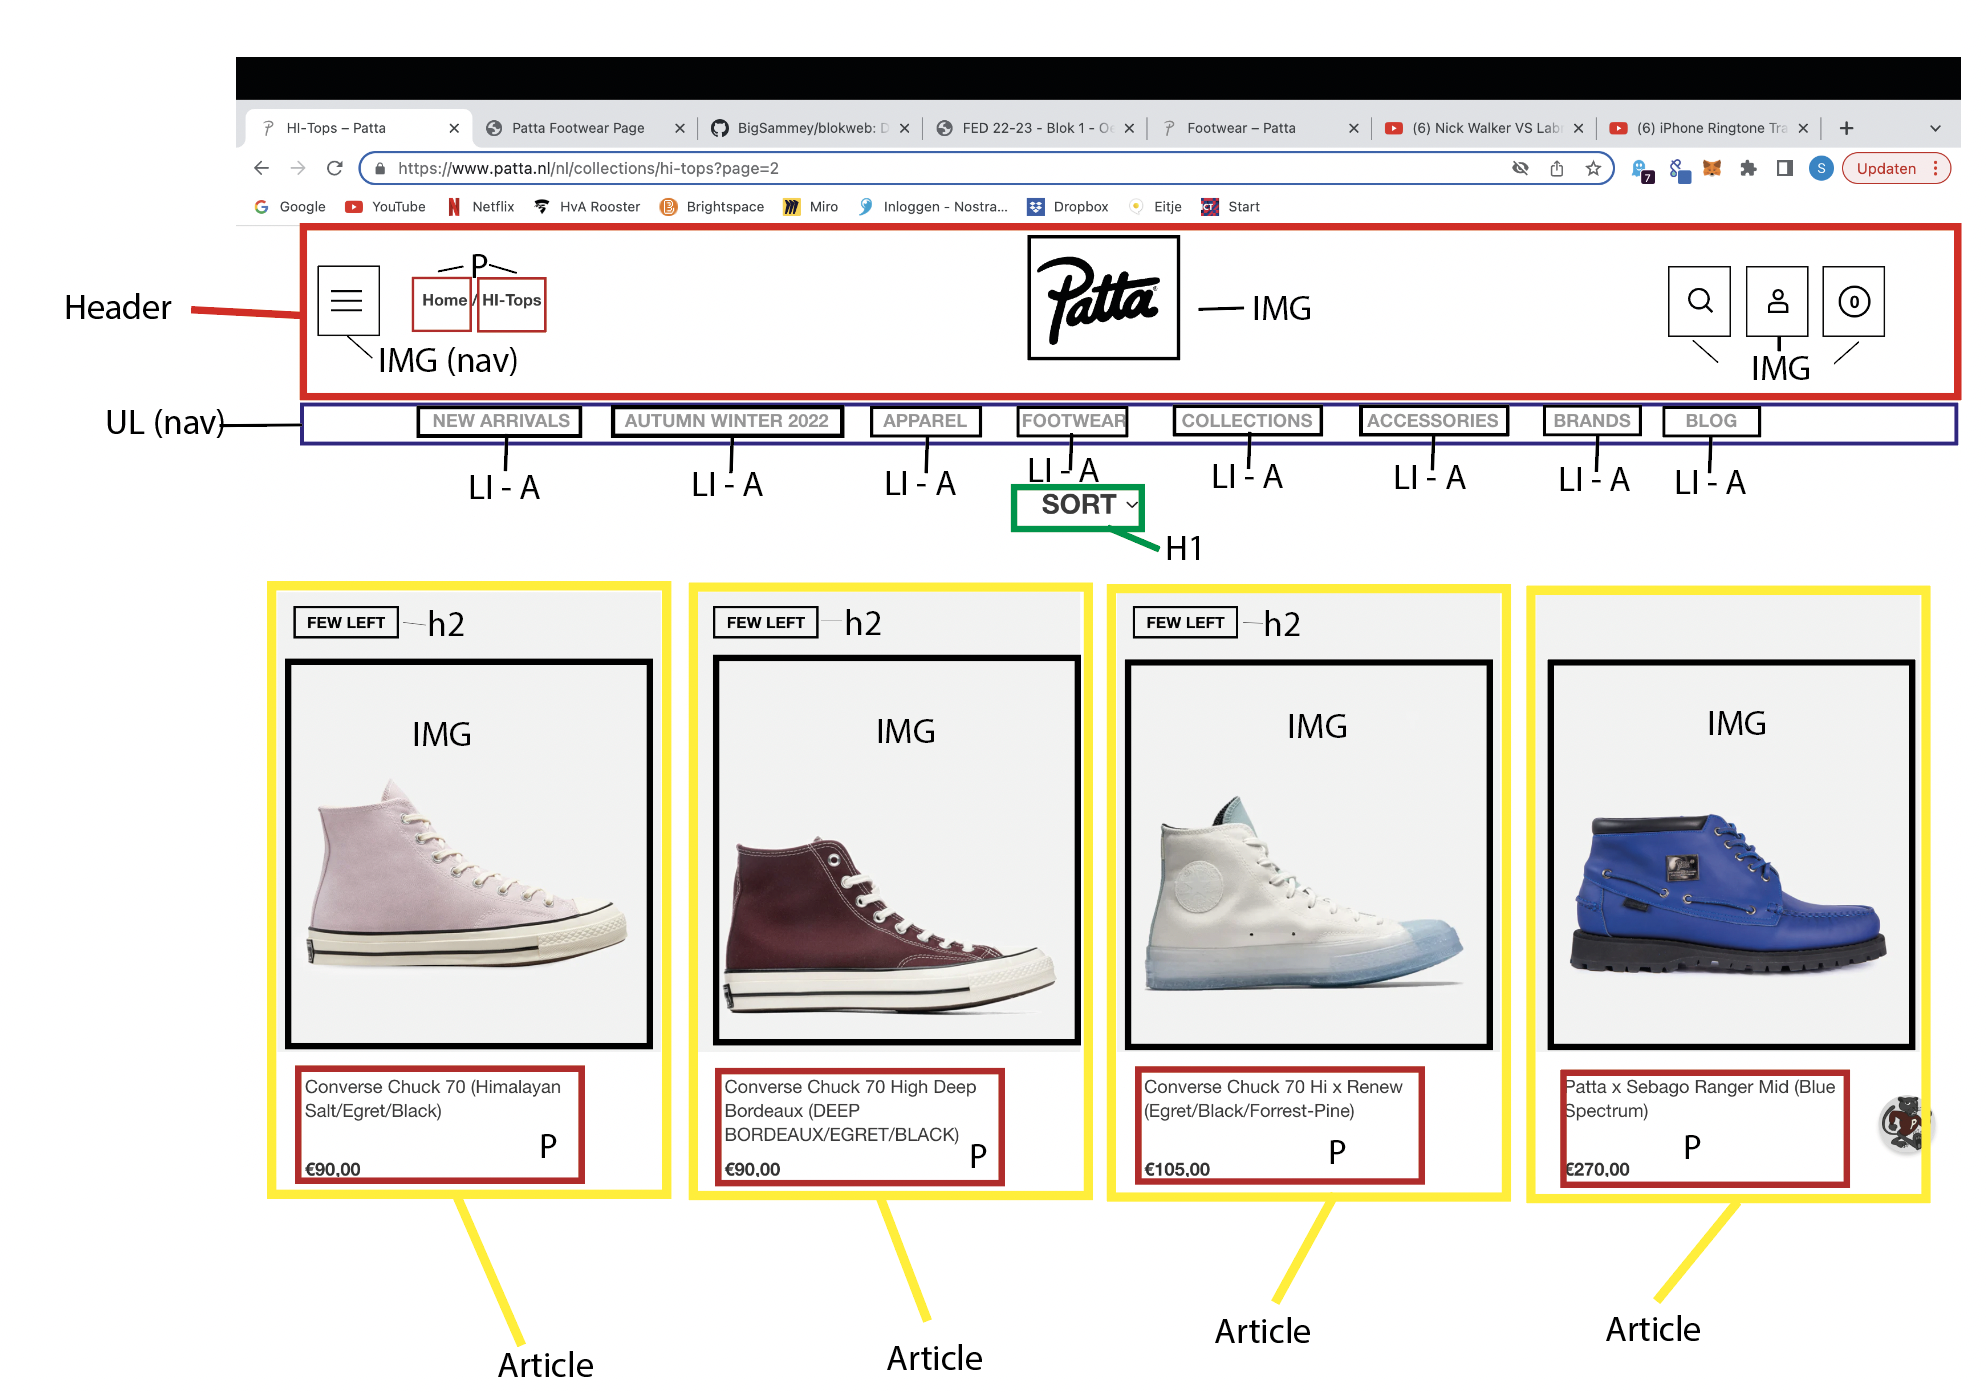 HI-Tops – Patta
Patta Footwear Page
BigSammey/blokweb: D
FED 22-23 - Blok 1 - Oe
Footwear – Patta
(6) Nick Walker VS Lab
(6) iPhone Ringtone Tra
https://www.patta.nl/nl/collections/hi-tops?page=2
7
S
Updaten
Google
YouTube
Netflix
HvA Rooster
Brightspace
Miro
Inloggen - Nostra...
Dropbox
Eitje
CT
Start
Header
P
Home / HI-Tops
IMG (nav)
Patta
IMG
0
IMG
UL (nav)
NEW ARRIVALS
AUTUMN WINTER 2022
APPAREL
FOOTWEAR
COLLECTIONS
ACCESSORIES
BRANDS
BLOG
LI - A
LI - A
LI - A
LI - A
LI - A
LI - A
LI - A
LI - A
SORT
H1
FEW LEFT
h2
FEW LEFT
h2
FEW LEFT
h2
IMG
IMG
IMG
IMG
Converse Chuck 70 (Himalayan
Salt/Egret/Black)
€90,00
P
Converse Chuck 70 High Deep
Bordeaux (DEEP
BORDEAUX/EGRET/BLACK)
€90,00
P
Converse Chuck 70 Hi x Renew
(Egret/Black/Forrest-Pine)
€105,00
P
Patta x Sebago Ranger Mid (Blue
Spectrum)
€270,00
P
Article
Article
Article
Article